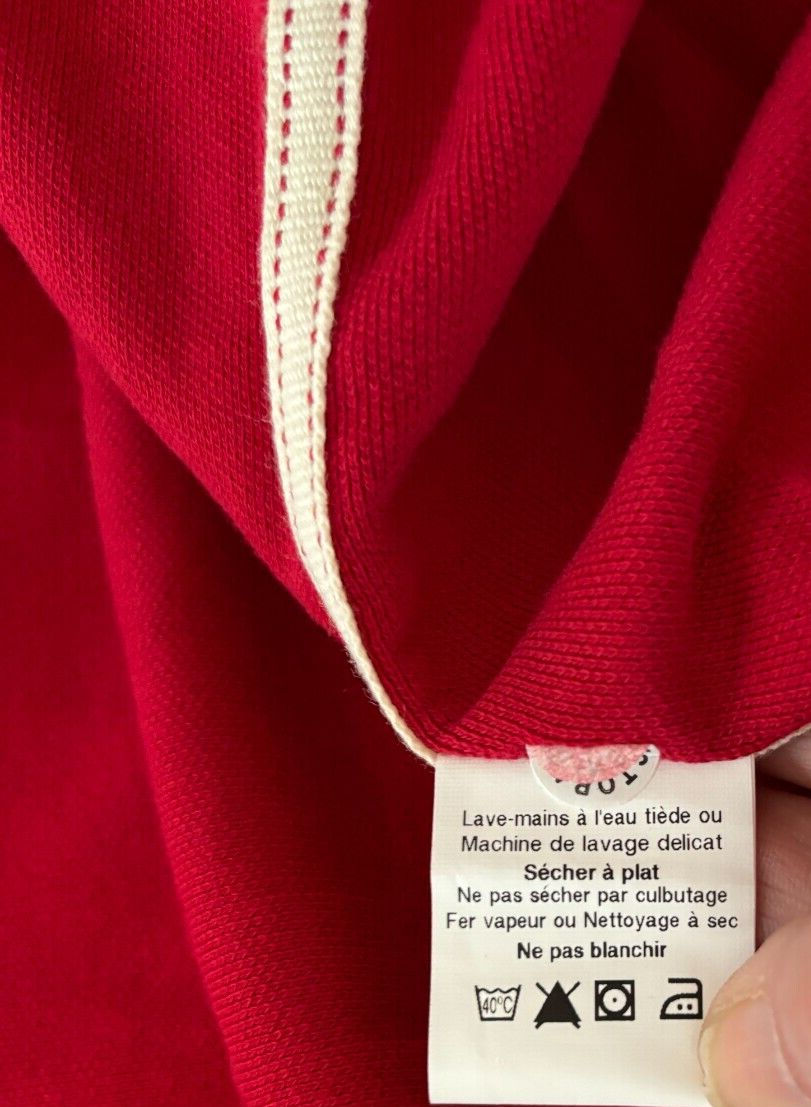 Lave-mains à l'eau tiède ou
Machine de lavage delicat
Sécher à plat
Ne pas sécher par culbutage
Fer vapeur ou Nettoyage à sec
Ne pas blanchir
40ºC